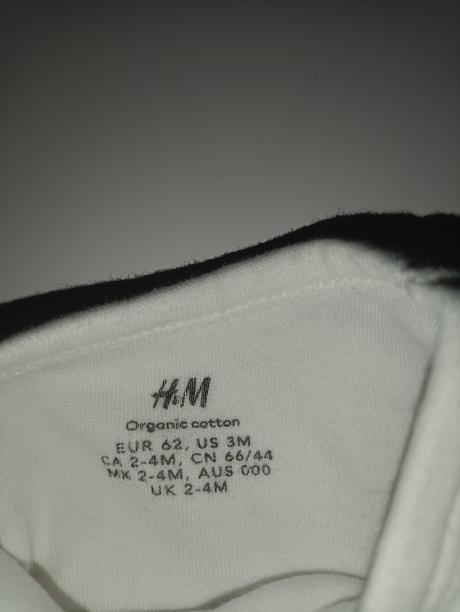 H&M
Organic cotton
EUR 62, US 3M
CA 2-4M, CN 66/44
MX 2-4M, AUS 000
UK 2-4M